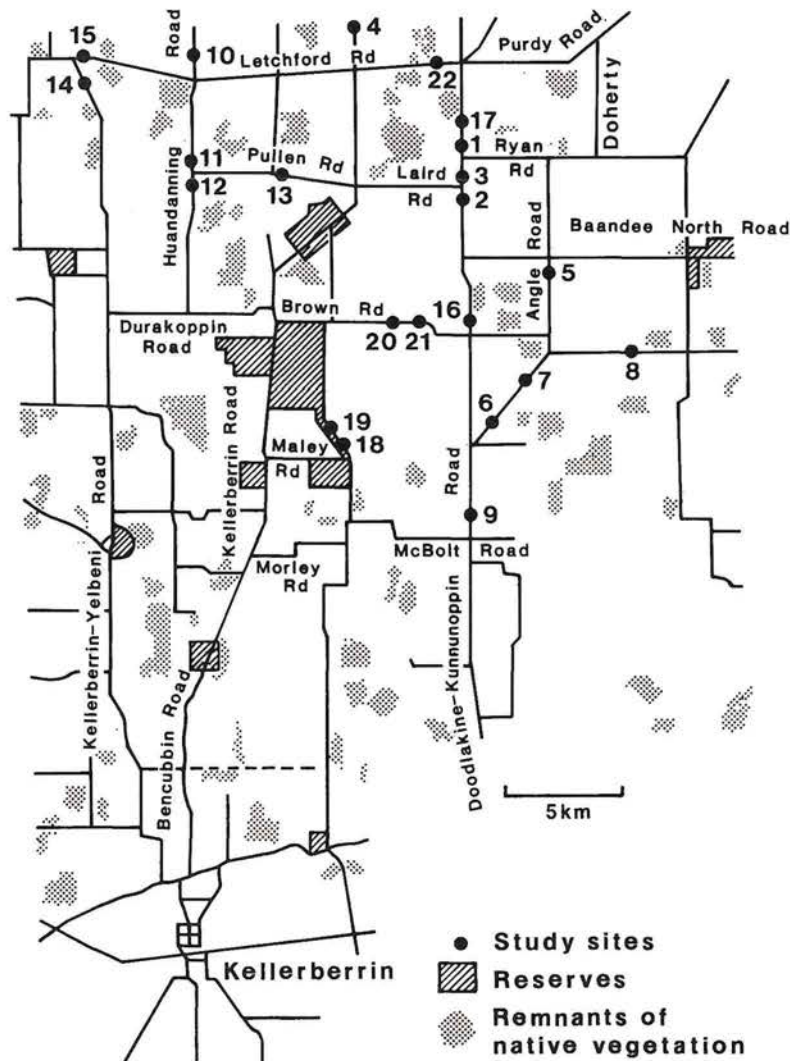 15
14
Road
10
4
Letchford Rd
22
Purdy Road
Doherty
17
1
Ryan Rd
11
12
Pullen Rd
13
Laird Rd
3
2
Huandanning
Baandee North Road
Angle Road
5
16
Durakoppin Road
Brown Rd
20
21
8
7
6
19
18
Maley Rd
Kellerberrin Road
Road
9
McBolt Road
Morley Rd
Kellerberrin-Yelbeni
Bencubbin Road
Doodlakine-Kunnunoppin
5km
Kellerberrin
Study sites
Reserves
Remnants of
native vegetation